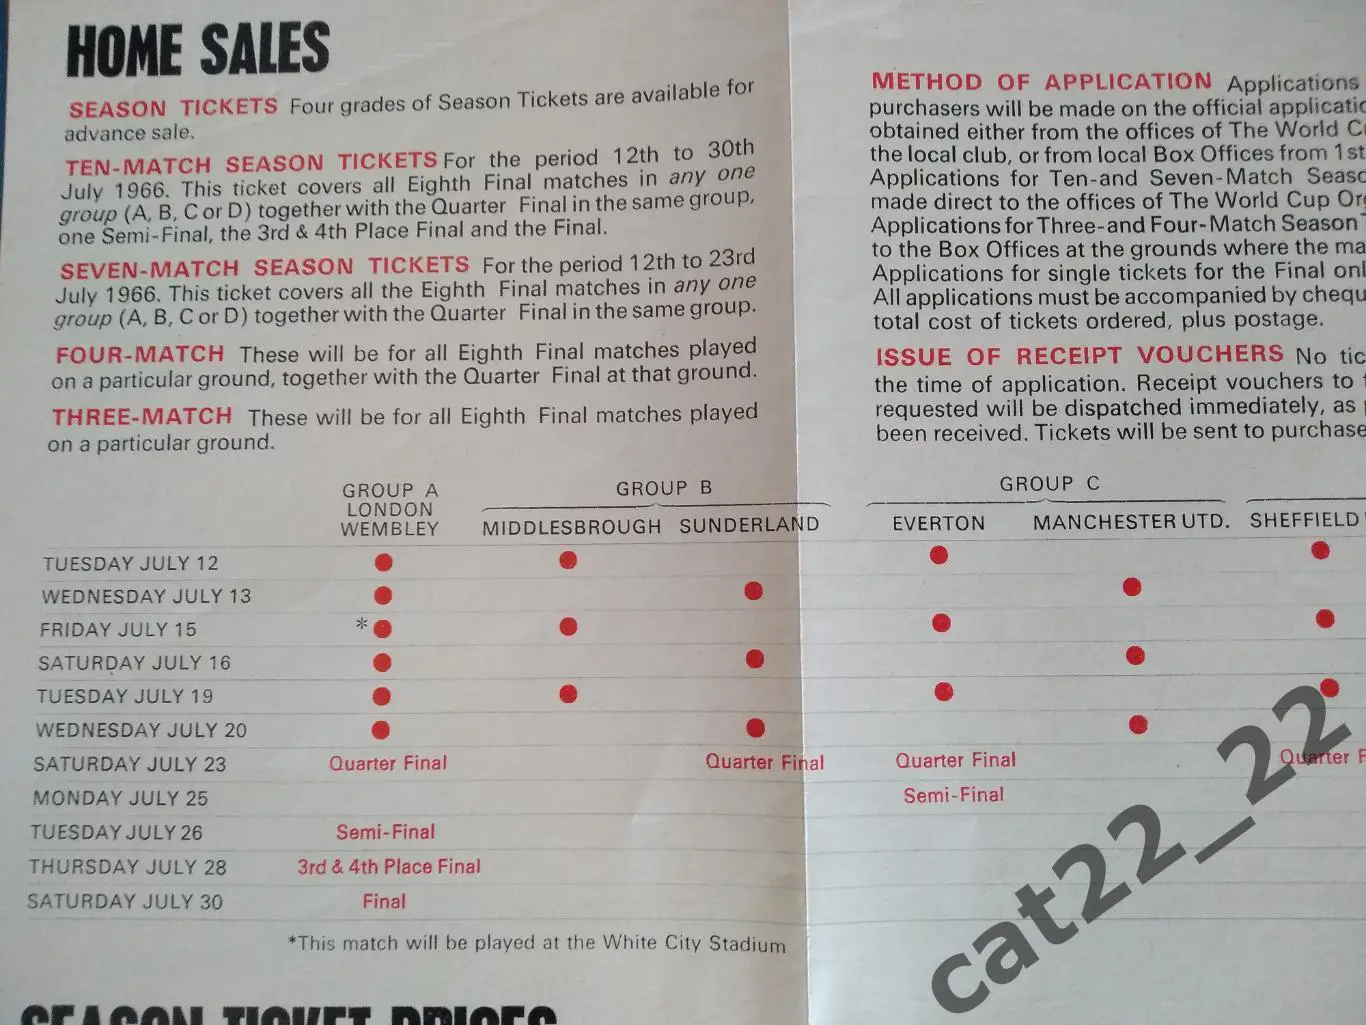 HOME SALES
SEASON TICKETS Four grades of Season Tickets are available for
advance sale.
TEN-MATCH SEASON TICKETS For the period 12th to 30th
July 1966. This ticket covers all Eighth Final matches in any one
group (A, B, C or D) together with the Quarter Final in the same group,
one Semi-Final, the 3rd & 4th Place Final and the Final.
SEVEN-MATCH SEASON TICKETS For the period 12th to 23rd
July 1966. This ticket covers all the Eighth Final matches in any one
group (A, B, C or D) together with the Quarter Final in the same group.
FOUR-MATCH These will be for all Eighth Final matches played
on a particular ground, together with the Quarter Final at that ground.
THREE-MATCH These will be for all Eighth Final matches played
on a particular ground.
METHOD OF APPLICATION Applications
purchasers will be made on the official applicatio
obtained either from the offices of The World Cu
the local club, or from local Box Offices from 1st
Applications for Ten-and Seven-Match Seaso
made direct to the offices of The World Cup Org
Applications for Three-and Four-Match Season T
to the Box Offices at the grounds where the ma
Applications for single tickets for the Final onl
All applications must be accompanied by chequ
total cost of tickets ordered, plus postage.
ISSUE OF RECEIPT VOUCHERS No tic
the time of application. Receipt vouchers to t
requested will be dispatched immediately, as p
been received. Tickets will be sent to purchase
GROUP A
LONDON
WEMBLEY
GROUP B
MIDDLESBROUGH SUNDERLAND
GROUP C
EVERTON MANCHESTER UTD. SHEFFIELD
TUESDAY JULY 12
WEDNESDAY JULY 13
FRIDAY JULY 15 *
SATURDAY JULY 16
TUESDAY JULY 19
WEDNESDAY JULY 20
SATURDAY JULY 23 Quarter Final Quarter Final Quarter Final Quarter F
MONDAY JULY 25 Semi-Final
TUESDAY JULY 26 Semi-Final
THURSDAY JULY 28 3rd & 4th Place Final
SATURDAY JULY 30 Final
*This match will be played at the White City Stadium
SEASON TICKET PRICES
cat22_22